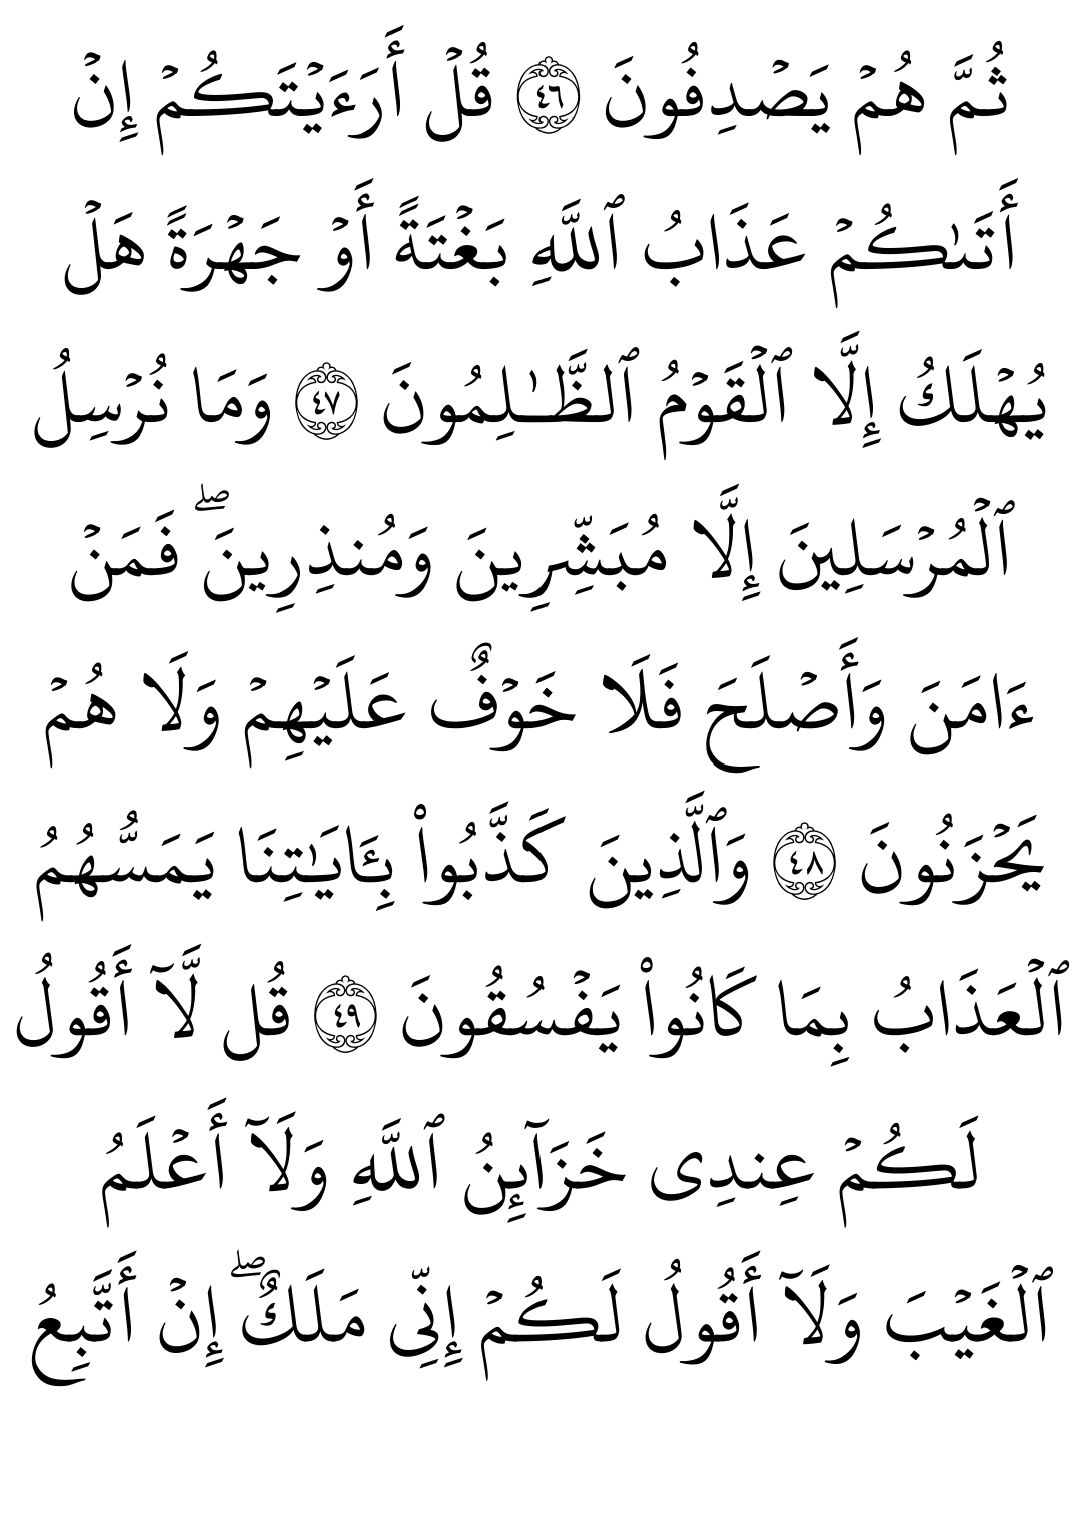 ثُمَّ هُمۡ يَصۡدِفُونَ ٤٦ قُلۡ أَرَءَيۡتَكُمۡ إِنۡ
أَتَىٰكُمۡ عَذَابُ ٱللَّهِ بَغۡتَةً أَوۡ جَهۡرَةً هَلۡ
يُهۡلَكُ إِلَّا ٱلۡقَوۡمُ ٱلظَّـٰلِمُونَ ٤٧ وَمَا نُرۡسِلُ
ٱلۡمُرۡسَلِينَ إِلَّا مُبَشِّرِينَ وَمُنذِرِينَۖ فَمَنۡ
ءَامَنَ وَأَصۡلَحَ فَلَا خَوۡفٌ عَلَيۡهِمۡ وَلَا هُمۡ
يَحۡزَنُونَ ٤٨ وَٱلَّذِينَ كَذَّبُواْ بِـَٔايَـٰتِنَا يَمَسُّهُمُ
ٱلۡعَذَابُ بِمَا كَانُواْ يَفۡسُقُونَ ٤٩ قُل لَّآ أَقُولُ
لَكُمۡ عِندِى خَزَآئِنُ ٱللَّهِ وَلَآ أَعۡلَمُ
ٱلۡغَيۡبَ وَلَآ أَقُولُ لَكُمۡ إِنِّى مَلَكٌۖ إِنۡ أَتَّبِعُ